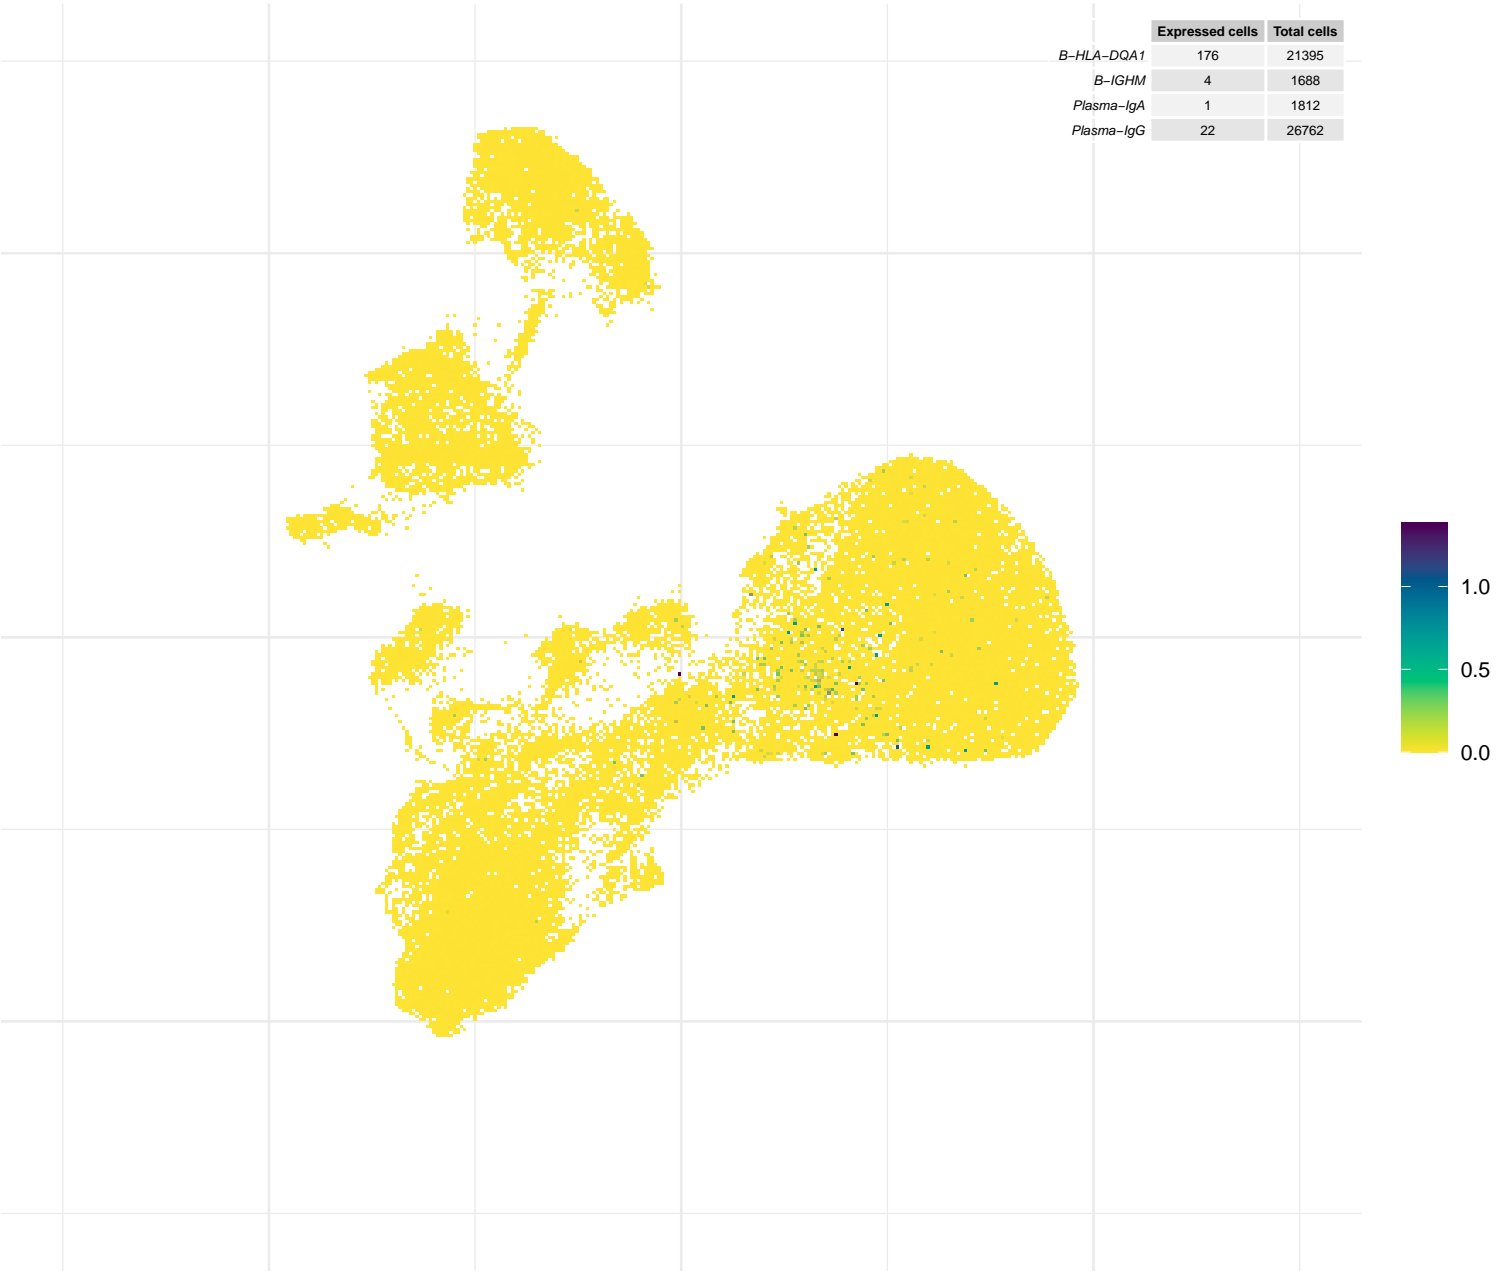 Expressed cells Total cells
B−HLA−DQA1 176 21395
B−IGHM 4 1688
Plasma−IgA 1 1812
Plasma−IgG 22 26762
1.0
0.5
0.0